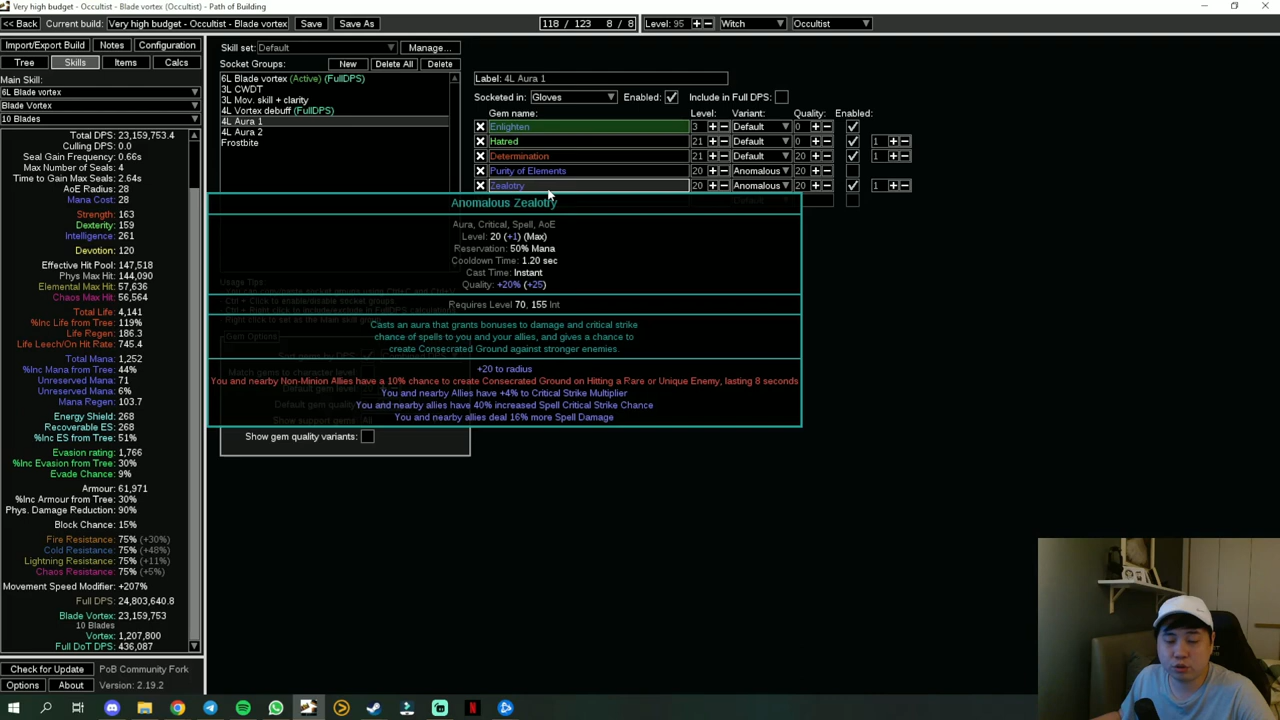 Very high budget - Occultist - Blade vortex (Occultist) - Path of Building
<< Back Current build: Very high budget - Occultist - Blade vortex Save Save As 118 / 123 8 / 8 Level: 95 Witch Occultist
Import/Export Build Notes Configuration
Tree Skills Items Calcs
Main Skill:
6L Blade vortex
Blade Vortex
10 Blades
Total DPS: 23,159,753.4
Culling DPS: 0.0
Seal Gain Frequency: 0.66s
Max Number of Seals: 4
Time to Gain Max Seals: 2.64s
AoE Radius: 28
Mana Cost: 28
Strength: 163
Dexterity: 159
Intelligence: 261
Devotion: 120
Effective Hit Pool: 147,518
Phys Max Hit: 144,090
Elemental Max Hit: 57,636
Chaos Max Hit: 56,564
Total Life: 4,141
%Inc Life from Tree: 119%
Life Regen: 186.3
Life Leech/On Hit Rate: 745.4
Total Mana: 1,252
%Inc Mana from Tree: 44%
Unreserved Mana: 71
Unreserved Mana: 6%
Mana Regen: 103.7
Energy Shield: 268
Recoverable ES: 268
%Inc ES from Tree: 51%
Evasion rating: 1,766
%Inc Evasion from Tree: 30%
Evade Chance: 9%
Armour: 61,971
%Inc Armour from Tree: 30%
Phys. Damage Reduction: 90%
Block Chance: 15%
Fire Resistance: 75% (+30%)
Cold Resistance: 75% (+48%)
Lightning Resistance: 75% (+11%)
Chaos Resistance: 75% (+5%)
Movement Speed Modifier: +207%
Full DPS: 24,803,640.8
Blade Vortex: 23,159,753
10 Blades
Vortex: 1,207,800
Full DoT DPS: 436,087
Check for Update PoB Community Fork
Options About Version: 2.19.2
Skill set: Default Manage...
Socket Groups: New Delete All Delete
6L Blade vortex (Active) (FullDPS)
3L CWDT
3L Mov. skill + clarity
4L Vortex debuff (FullDPS)
4L Aura 1
4L Aura 2
Frostbite
Label: 4L Aura 1
Socketed in: Gloves Enabled: Include in Full DPS:
Gem name: Level: Variant: Quality: Enabled:
Enlighten 3 Default 0
Hatred 21 Default 0 1
Determination 21 Default 20 1
Purity of Elements 20 Anomalous 20
Zealotry 20 Anomalous 20 1
Anomalous Zealotry
Aura, Critical, Spell, AoE
Level: 20 (+1) (Max)
Reservation: 50% Mana
Cooldown Time: 1.20 sec
Cast Time: Instant
Quality: +20% (+25)
Requires Level 70, 155 Int
Casts an aura that grants bonuses to damage and critical strike
chance of spells to you and your allies, and gives a chance to
create Consecrated Ground against stronger enemies.
+20 to radius
You and nearby Non-Minion Allies have a 10% chance to create Consecrated Ground on Hitting a Rare or Unique Enemy, lasting 8 seconds
You and nearby Allies have +4% to Critical Strike Multiplier
You and nearby allies have 40% increased Spell Critical Strike Chance
You and nearby allies deal 16% more Spell Damage
Show gem quality variants: